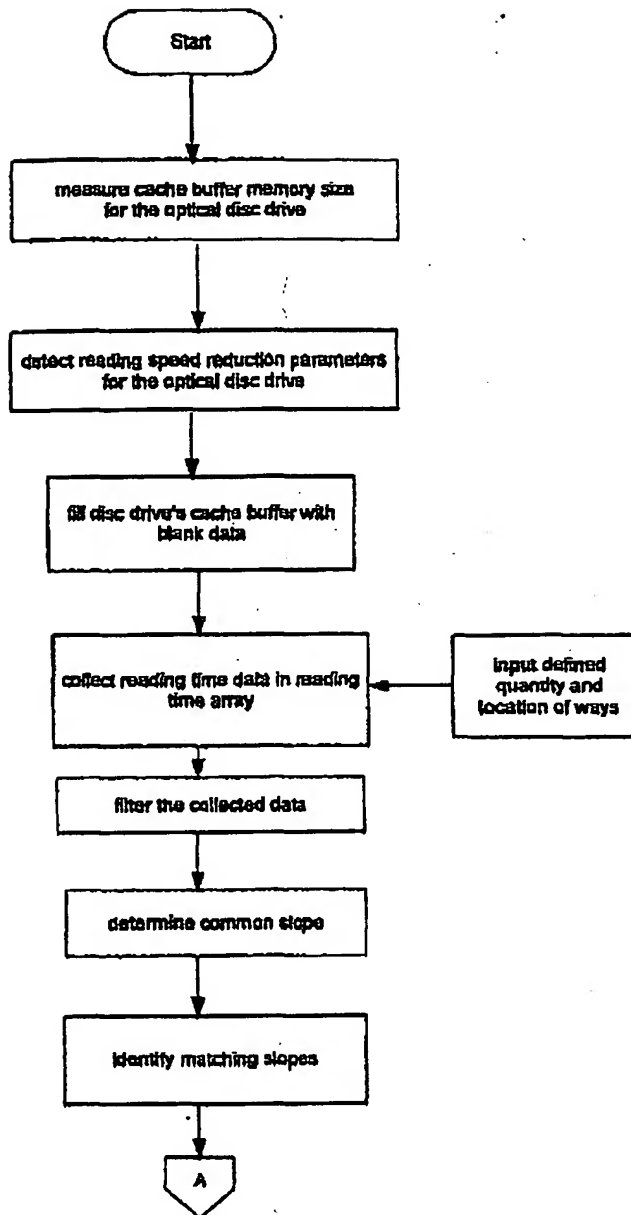 Start
measure cache buffer memory size
for the optical disc drive
detect reading speed reduction parameters
for the optical disc drive
fill disc drive's cache buffer with
blank data
collect reading time data in reading
time array
input defined
quantity and
location of ways
filter the collected data
determine common slope
identify matching slopes
A